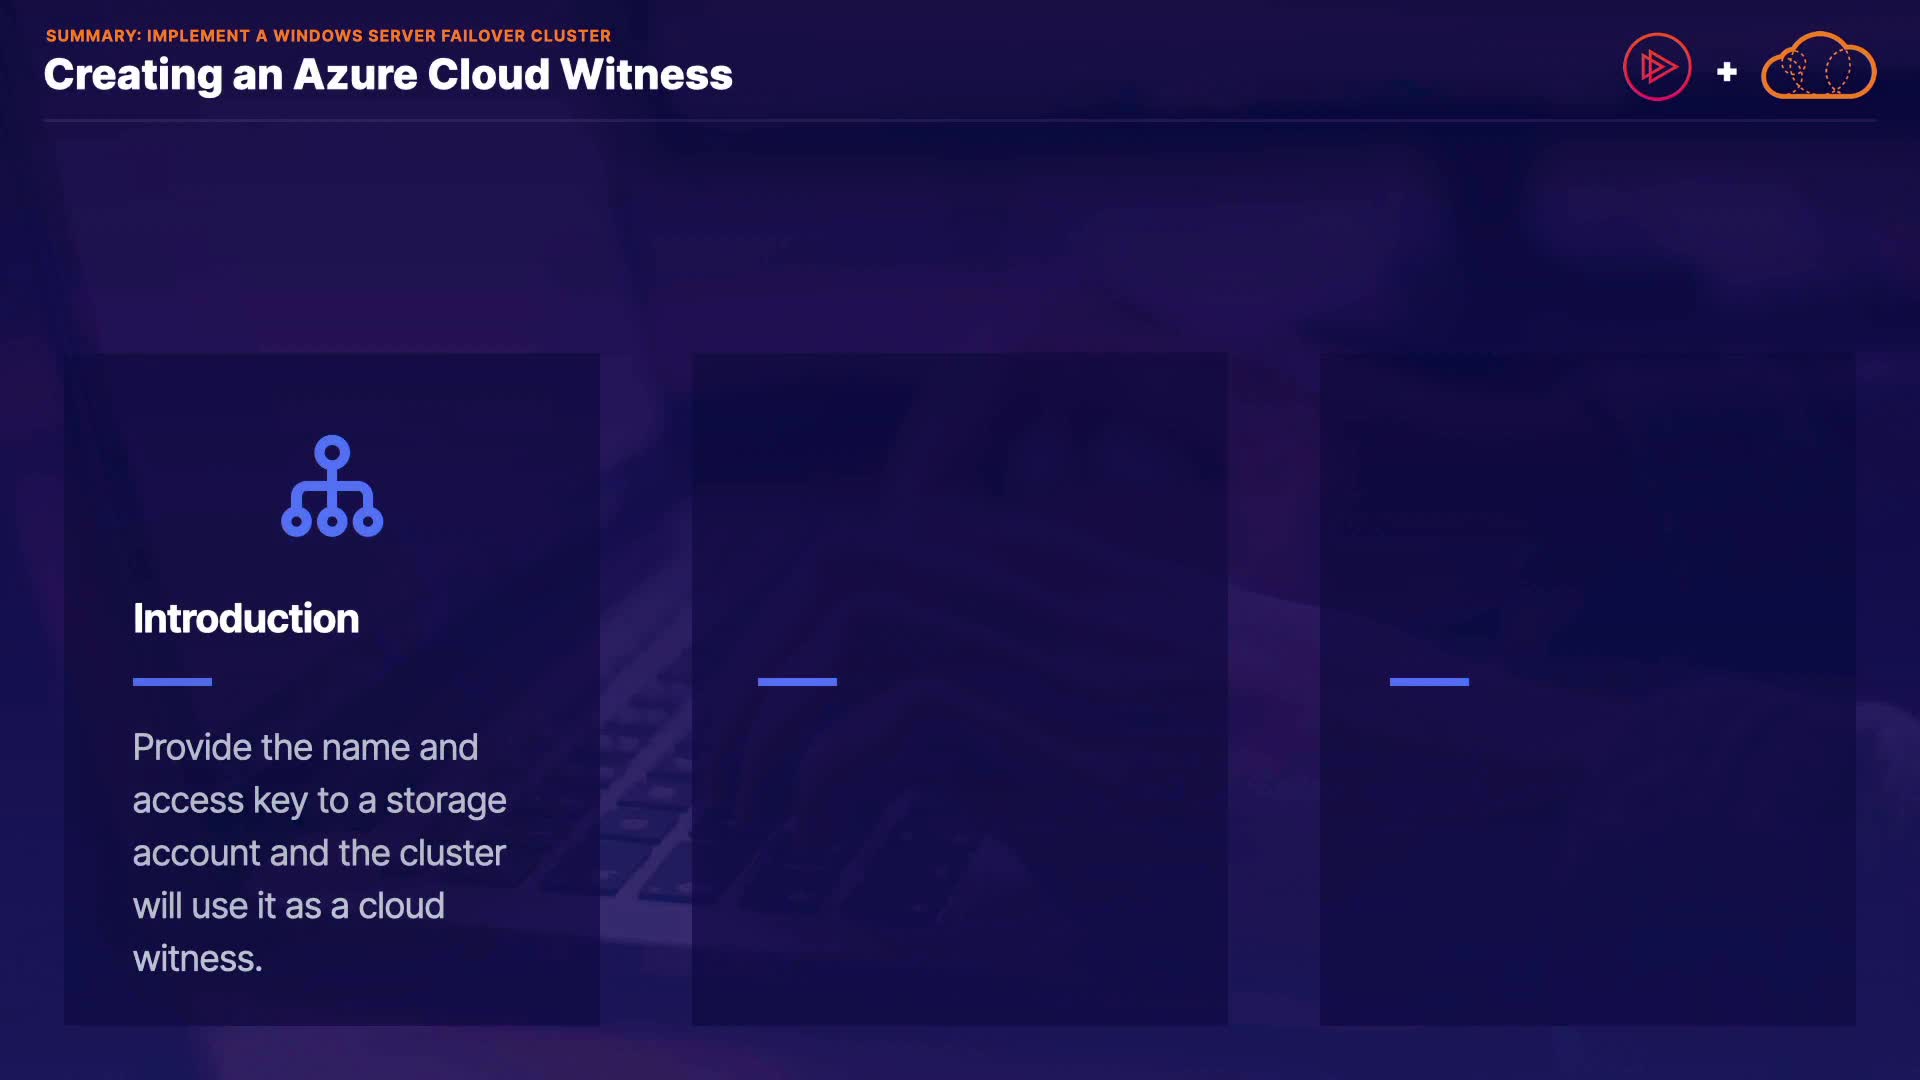 SUMMARY: IMPLEMENT A WINDOWS SERVER FAILOVER CLUSTER
Creating an Azure Cloud Witness
Introduction
Provide the name and
access key to a storage
account and the cluster
will use it as a cloud
witness.